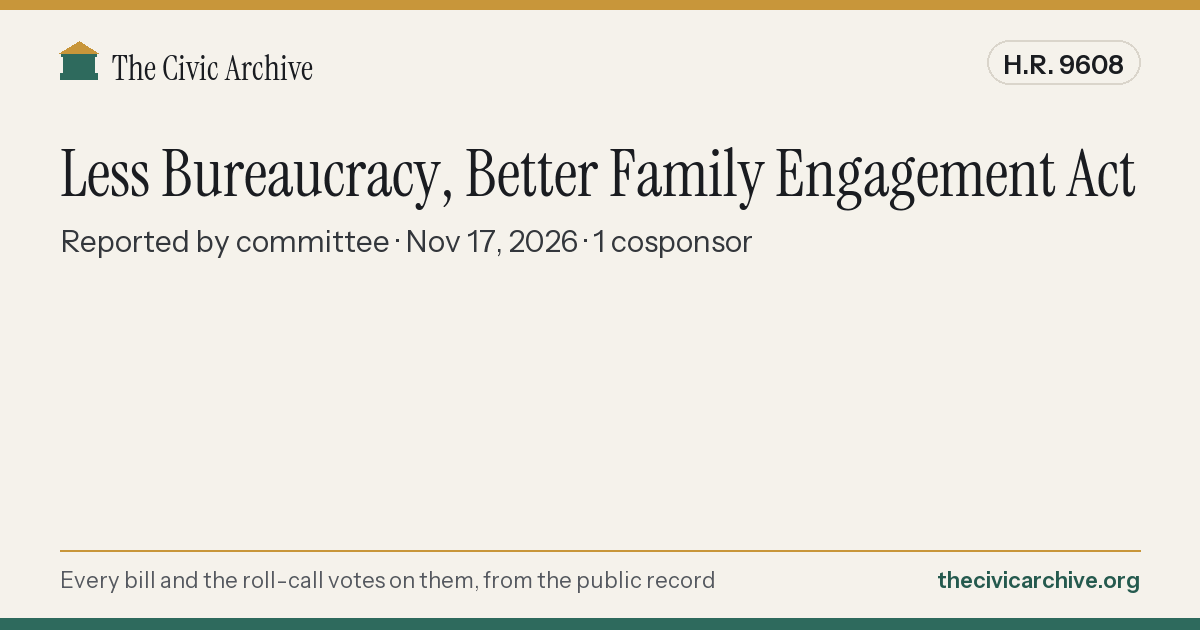 The Civic Archive
H.R. 9608
Less Bureaucracy, Better Family Engagement Act
Reported by committee · Nov 17, 2026 · 1 cosponsor
Every bill and the roll-call votes on them, from the public record
thecivicarchive.org